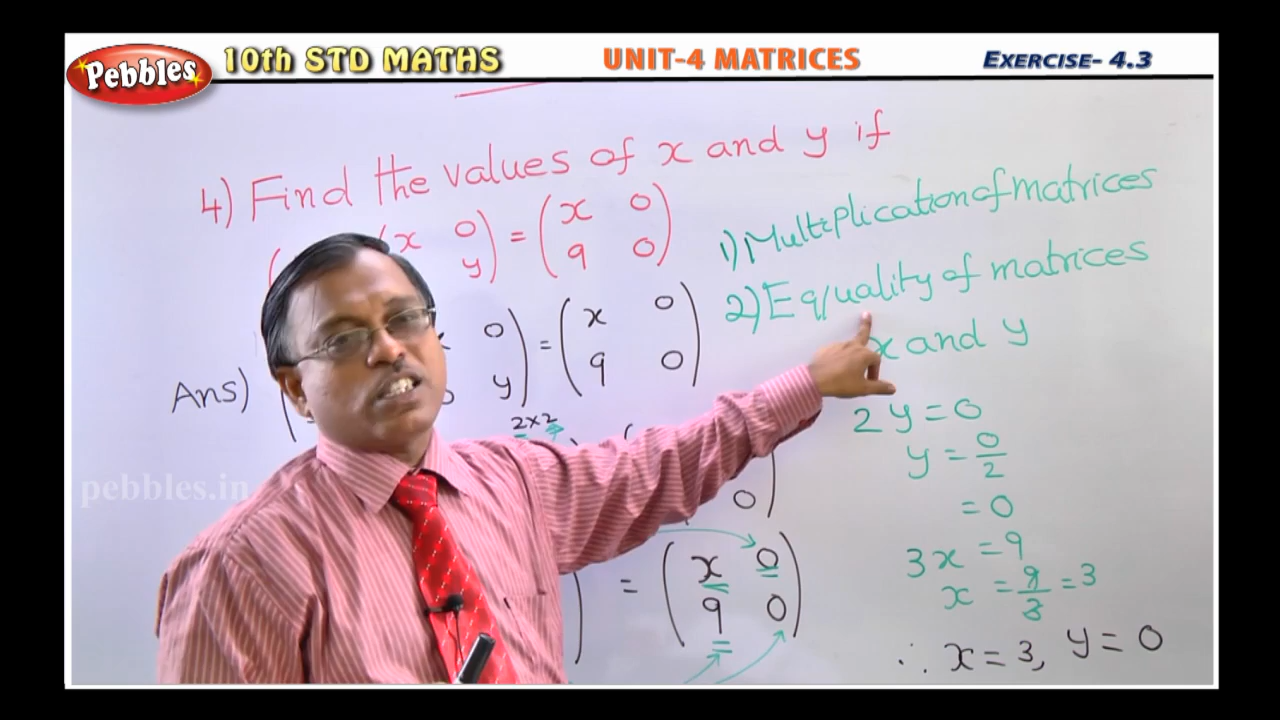 Pebbles 10th STD MATHS UNIT-4 MATRICES EXERCISE- 4.3
4) Find the values of x and y if
( x 0 ) = ( x 0 )
y ) 9 0 )
1) Multiplication of matrices
2) Equality of matrices
x and y
Ans) ( 0 ) = ( x 0 )
y ) 9 0 )
2x2
0 )
= ( x 0 )
9 0 )
2y = 0
y = 0/2
= 0
3x = 9
x = 9/3 = 3
∴ x = 3, y = 0
pebbles.in